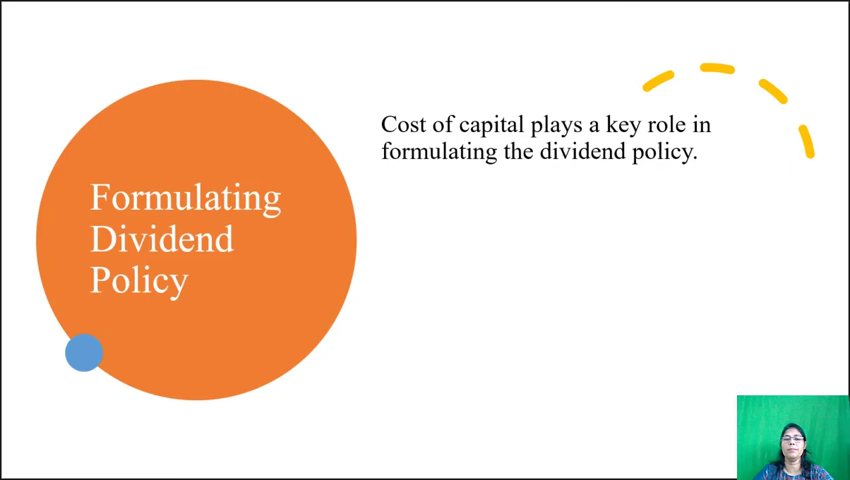 Formulating
Dividend
Policy
Cost of capital plays a key role in
formulating the dividend policy.